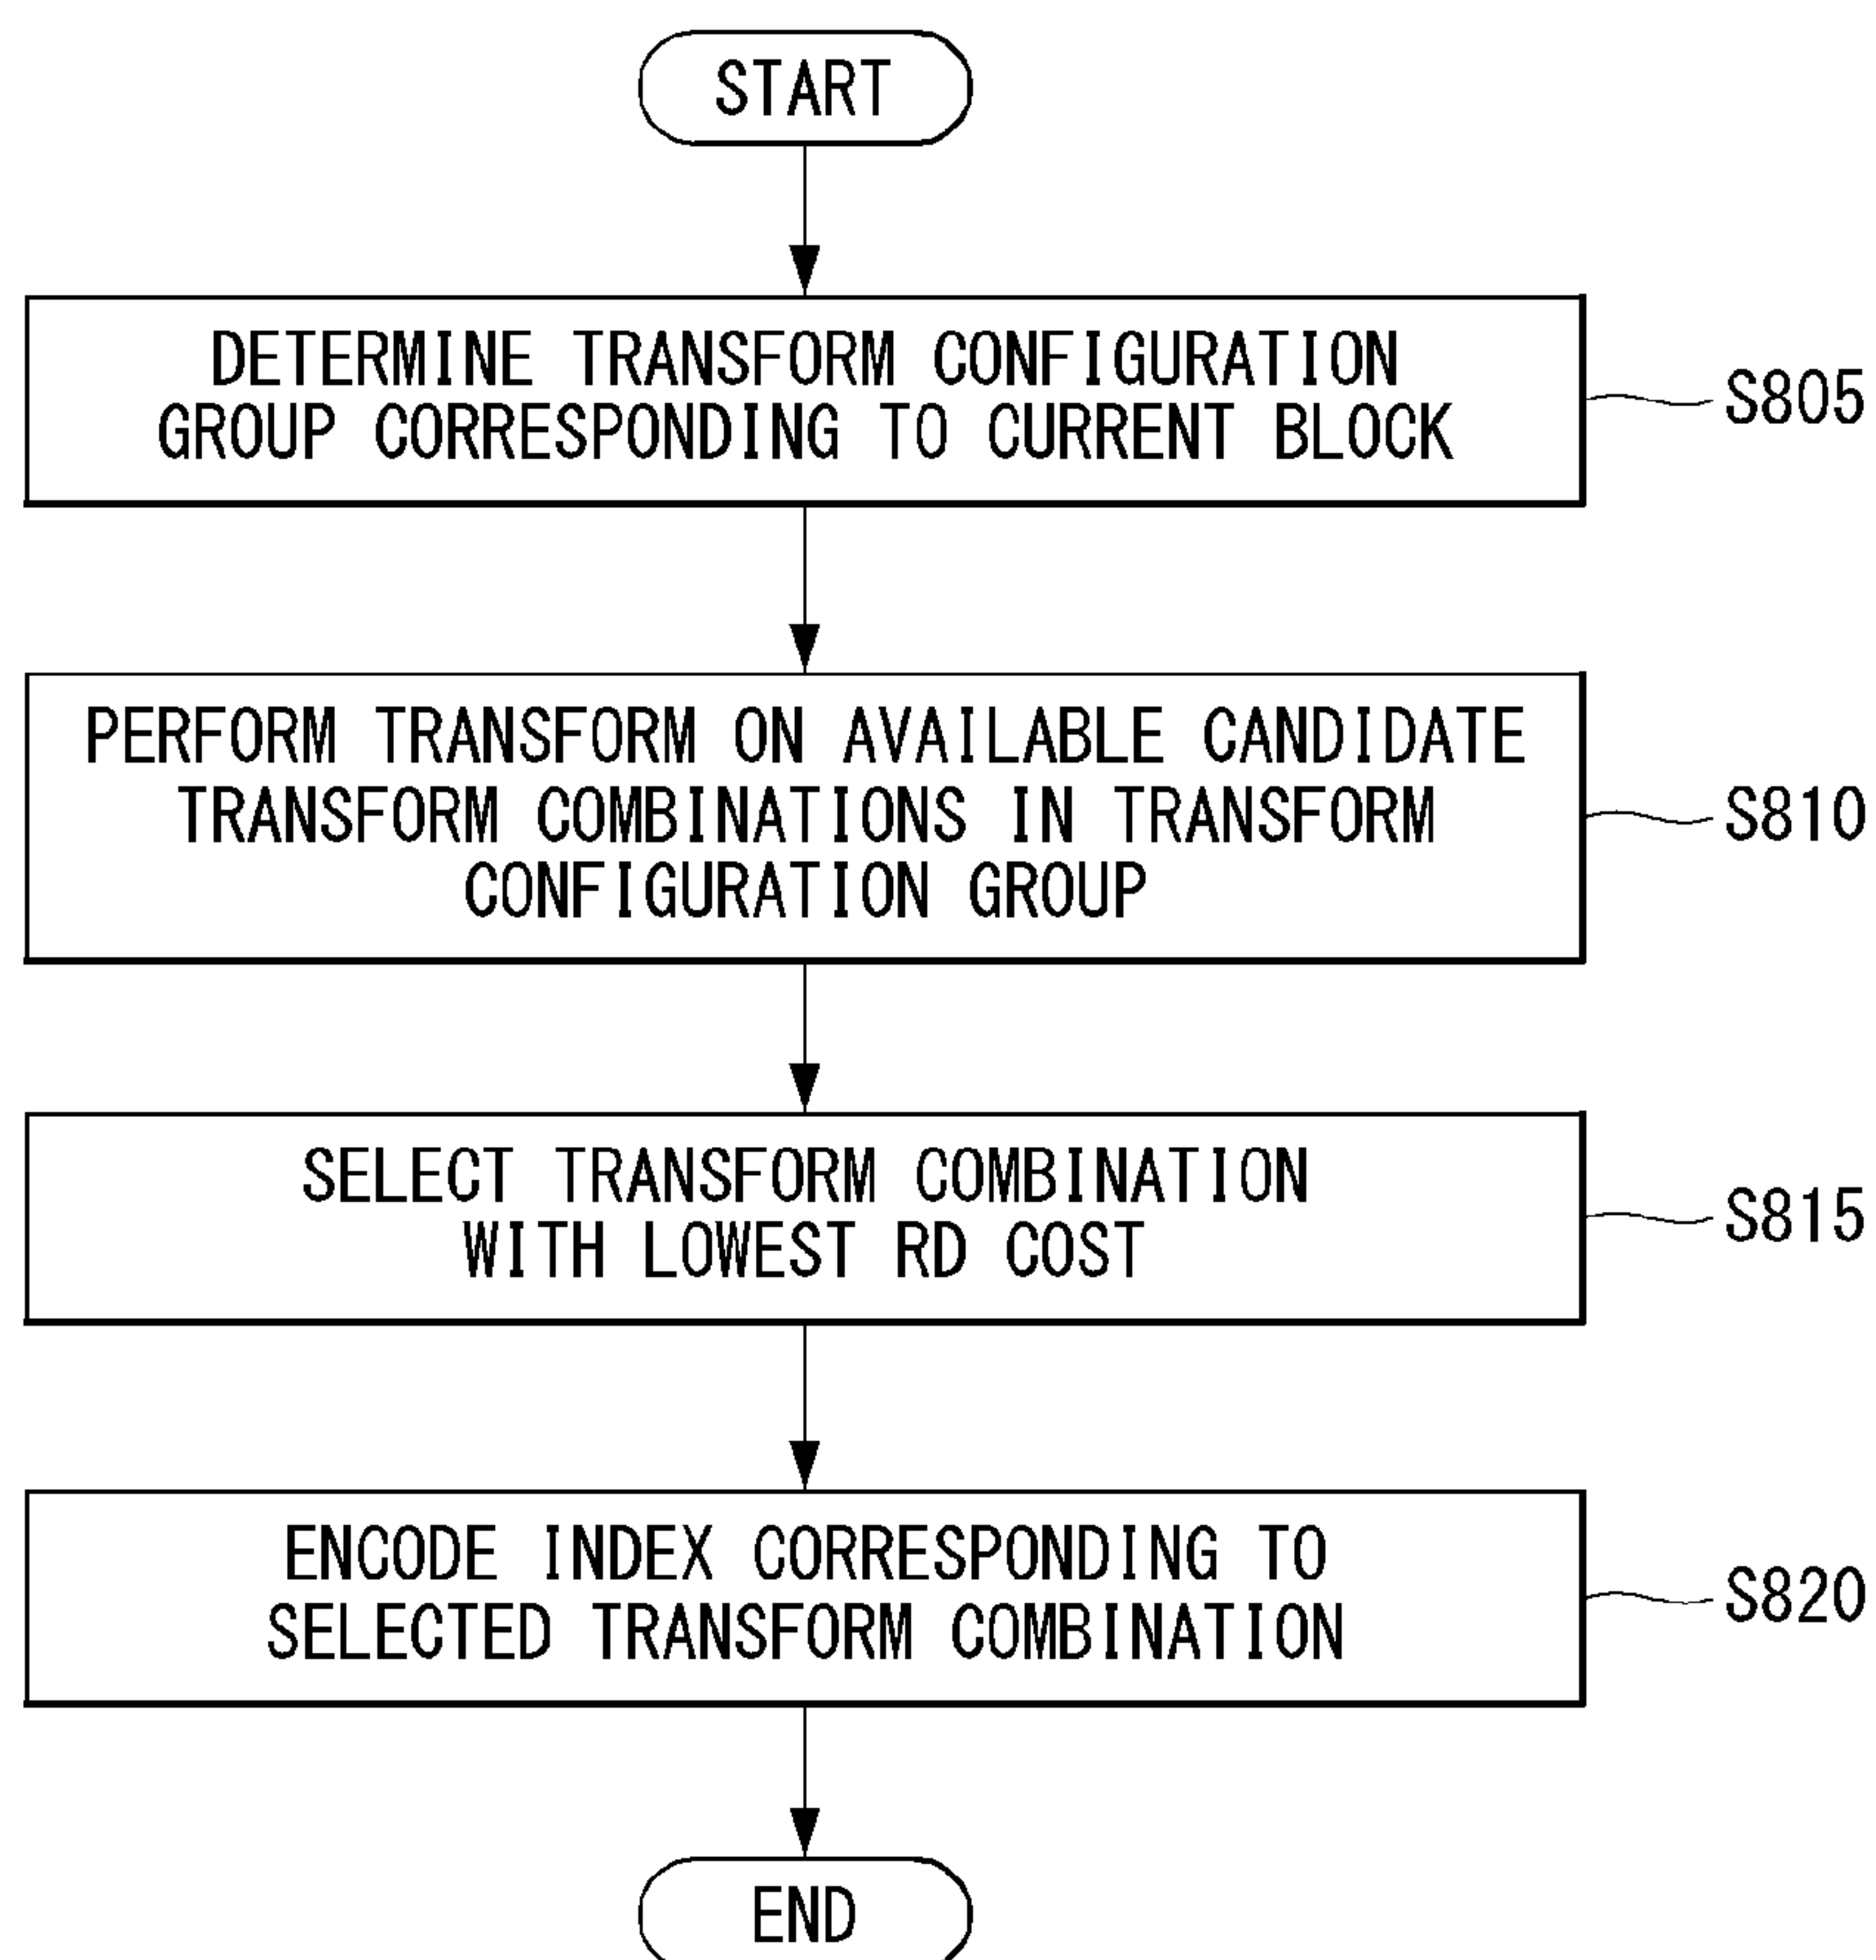 START
DETERMINE TRANSFORM CONFIGURATION
GROUP CORRESPONDING TO CURRENT BLOCK
S805
PERFORM TRANSFORM ON AVAILABLE CANDIDATE
TRANSFORM COMBINATIONS IN TRANSFORM
CONFIGURATION GROUP
S810
SELECT TRANSFORM COMBINATION
WITH LOWEST RD COST
S815
ENCODE INDEX CORRESPONDING TO
SELECTED TRANSFORM COMBINATION
S820
END